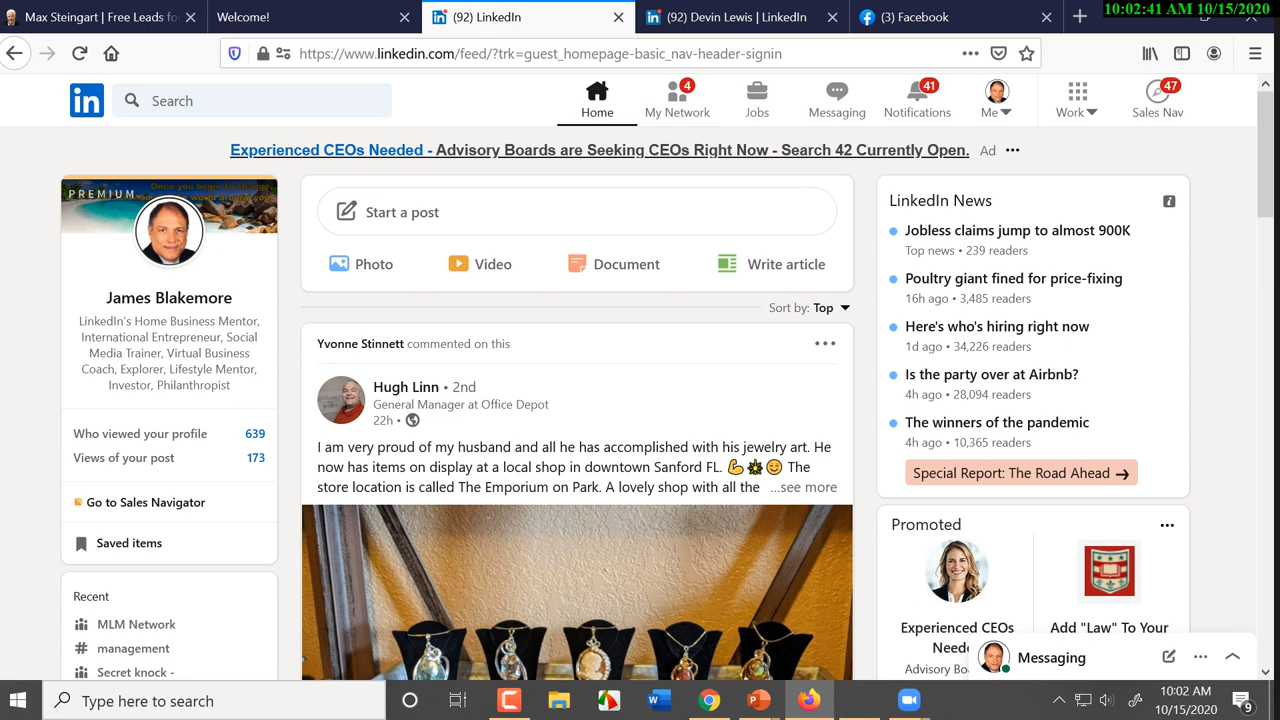 Max Steingart | Free Leads fo
Welcome!
(92) LinkedIn
(92) Devin Lewis | LinkedIn
(3) Facebook
10:02:41 AM 10/15/2020
https://www.linkedin.com/feed/?trk=guest_homepage-basic_nav-header-signin
in
Search
Home
4
My Network
Jobs
Messaging
41
Notifications
Me
Work
47
Sales Nav
Experienced CEOs Needed - Advisory Boards are Seeking CEOs Right Now - Search 42 Currently Open.
Ad
PREMIUM
Once you begin to change,
James Blakemore
LinkedIn's Home Business Mentor,
International Entrepreneur, Social
Media Trainer, Virtual Business
Coach, Explorer, Lifestyle Mentor,
Investor, Philanthropist
Who viewed your profile 639
Views of your post 173
Go to Sales Navigator
Saved items
Recent
MLM Network
# management
Secret knock -
Start a post
Photo
Video
Document
Write article
Sort by: Top
Yvonne Stinnett commented on this
Hugh Linn • 2nd
General Manager at Office Depot
22h •
I am very proud of my husband and all he has accomplished with his jewelry art. He
now has items on display at a local shop in downtown Sanford FL. 💪🌟😊 The
store location is called The Emporium on Park. A lovely shop with all the ...see more
LinkedIn News
Jobless claims jump to almost 900K
Top news • 239 readers
Poultry giant fined for price-fixing
16h ago • 3,485 readers
Here's who's hiring right now
1d ago • 34,226 readers
Is the party over at Airbnb?
4h ago • 28,094 readers
The winners of the pandemic
4h ago • 10,365 readers
Special Report: The Road Ahead →
Promoted
Experienced CEOs
Neede
Advisory Bo
Add "Law" To Your
Messaging
Type here to search
10:02 AM
10/15/2020
9